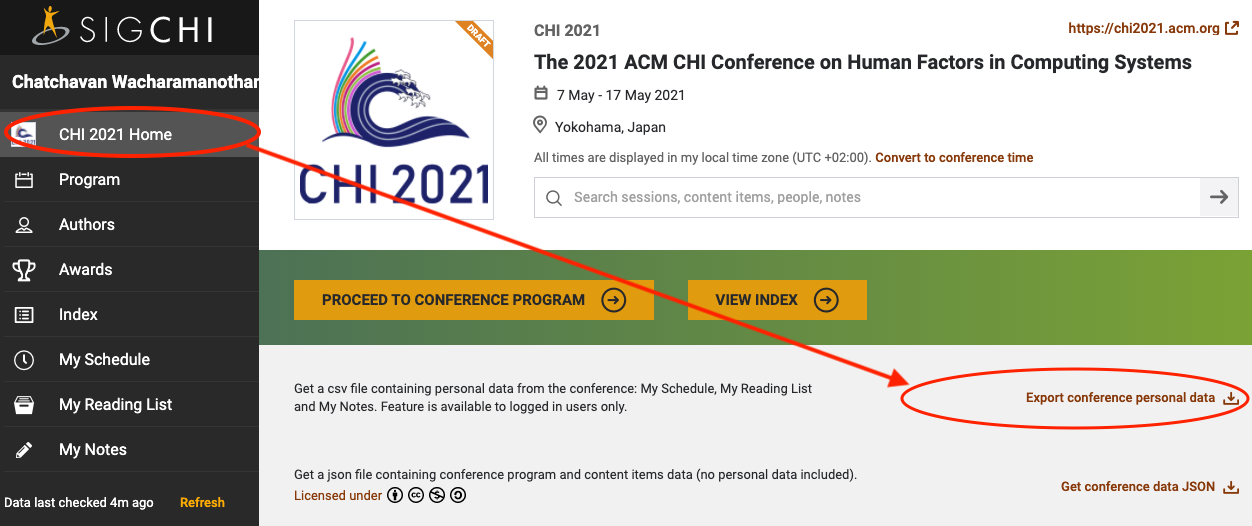 SIGCHI
Chatchavan Wacharamanothar
CHI 2021 Home
Program
Authors
Awards
Index
My Schedule
My Reading List
My Notes
Data last checked 4m ago Refresh
DRAFT
CHI 2021
CHI 2021
https://chi2021.acm.org
The 2021 ACM CHI Conference on Human Factors in Computing Systems
7 May - 17 May 2021
Yokohama, Japan
All times are displayed in my local time zone (UTC +02:00). Convert to conference time
Search sessions, content items, people, notes
PROCEED TO CONFERENCE PROGRAM
VIEW INDEX
Get a csv file containing personal data from the conference: My Schedule, My Reading List
and My Notes. Feature is available to logged in users only.
Export conference personal data
Get a json file containing conference program and content items data (no personal data included).
Licensed under
Get conference data JSON